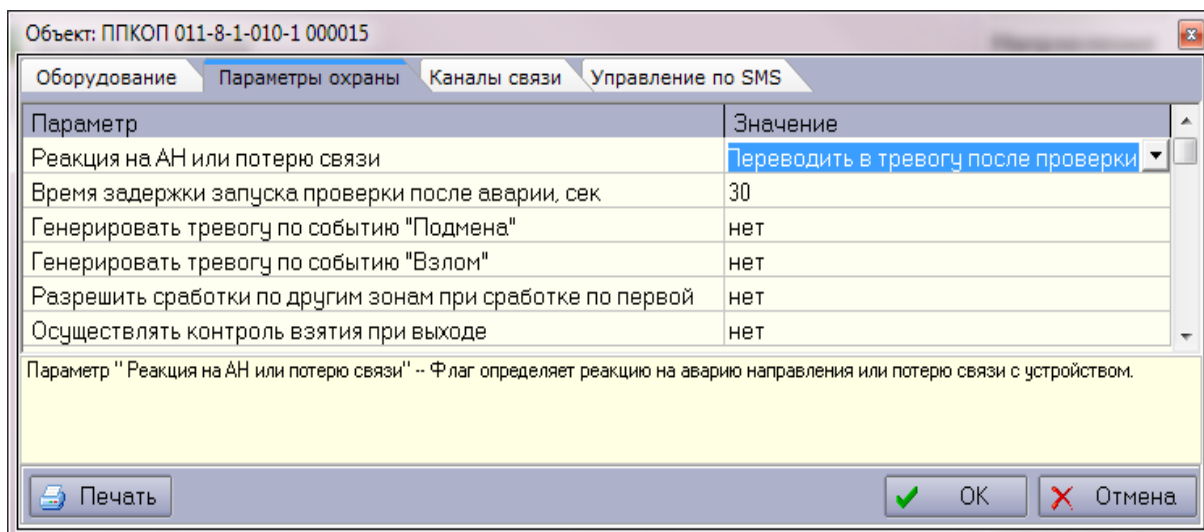 Объект: ППКОП 011-8-1-010-1 000015
Оборудование Параметры охраны Каналы связи Управление по SMS
Параметр Значение
Реакция на АН или потерю связи Переводить в тревогу после проверки
Время задержки запуска проверки после аварии, сек 30
Генерировать тревогу по событию "Подмена" нет
Генерировать тревогу по событию "Взлом" нет
Разрешить сработки по другим зонам при сработке по первой нет
Осуществлять контроль взятия при выходе нет
Параметр " Реакция на АН или потерю связи" -- Флаг определяет реакцию на аварию направления или потерю связи с устройством.
Печать OK Отмена